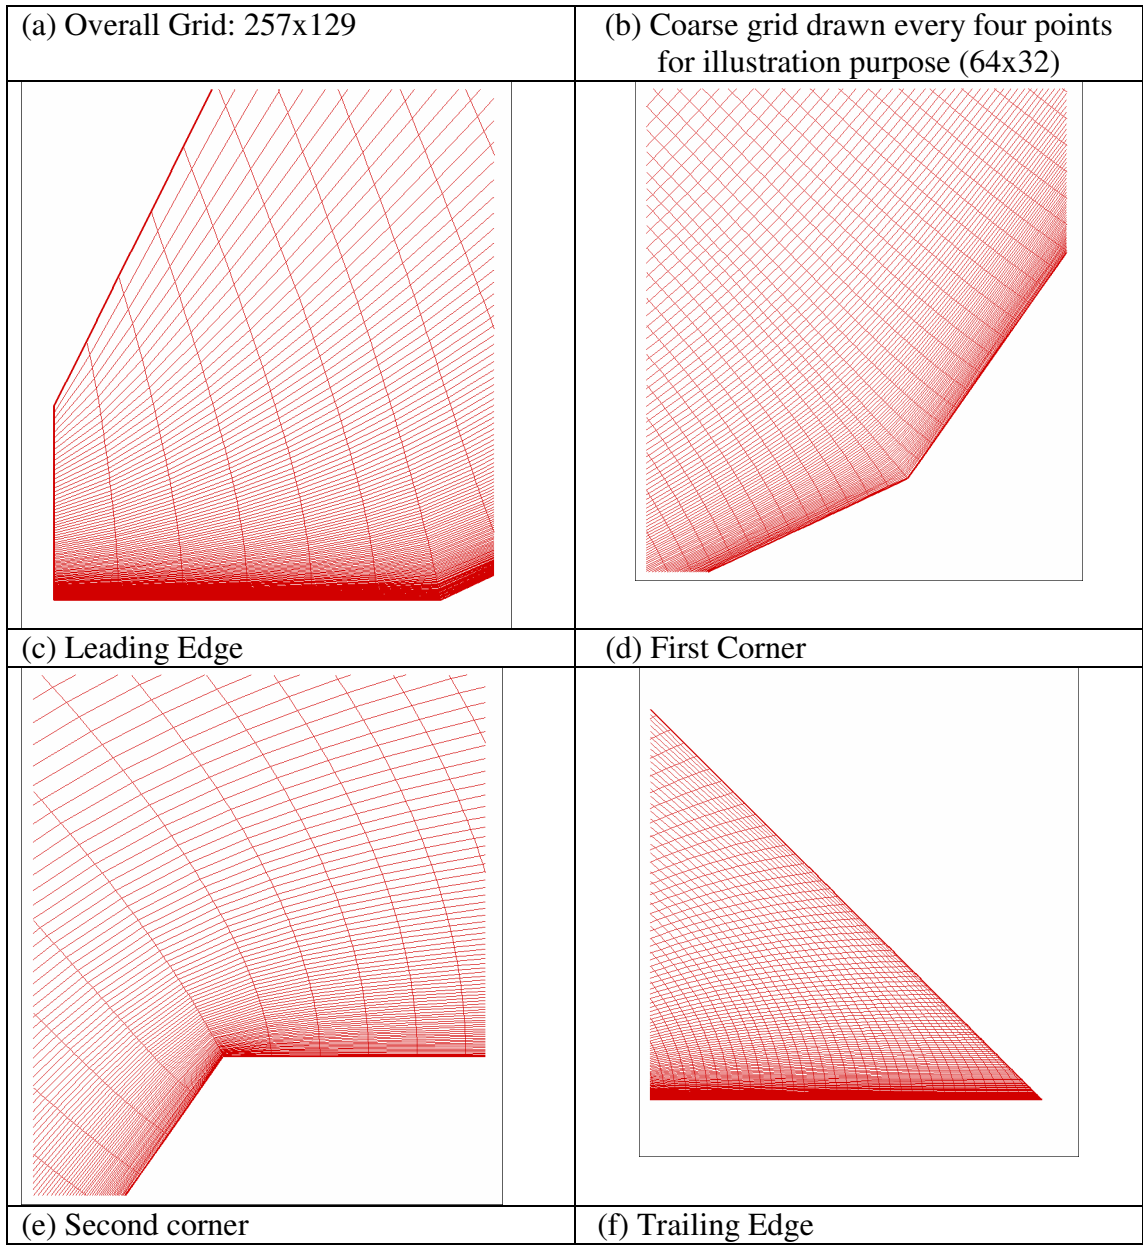 (a) Overall Grid: 257x129
(b) Coarse grid drawn every four points
for illustration purpose (64x32)
(c) Leading Edge
(d) First Corner
(e) Second corner
(f) Trailing Edge